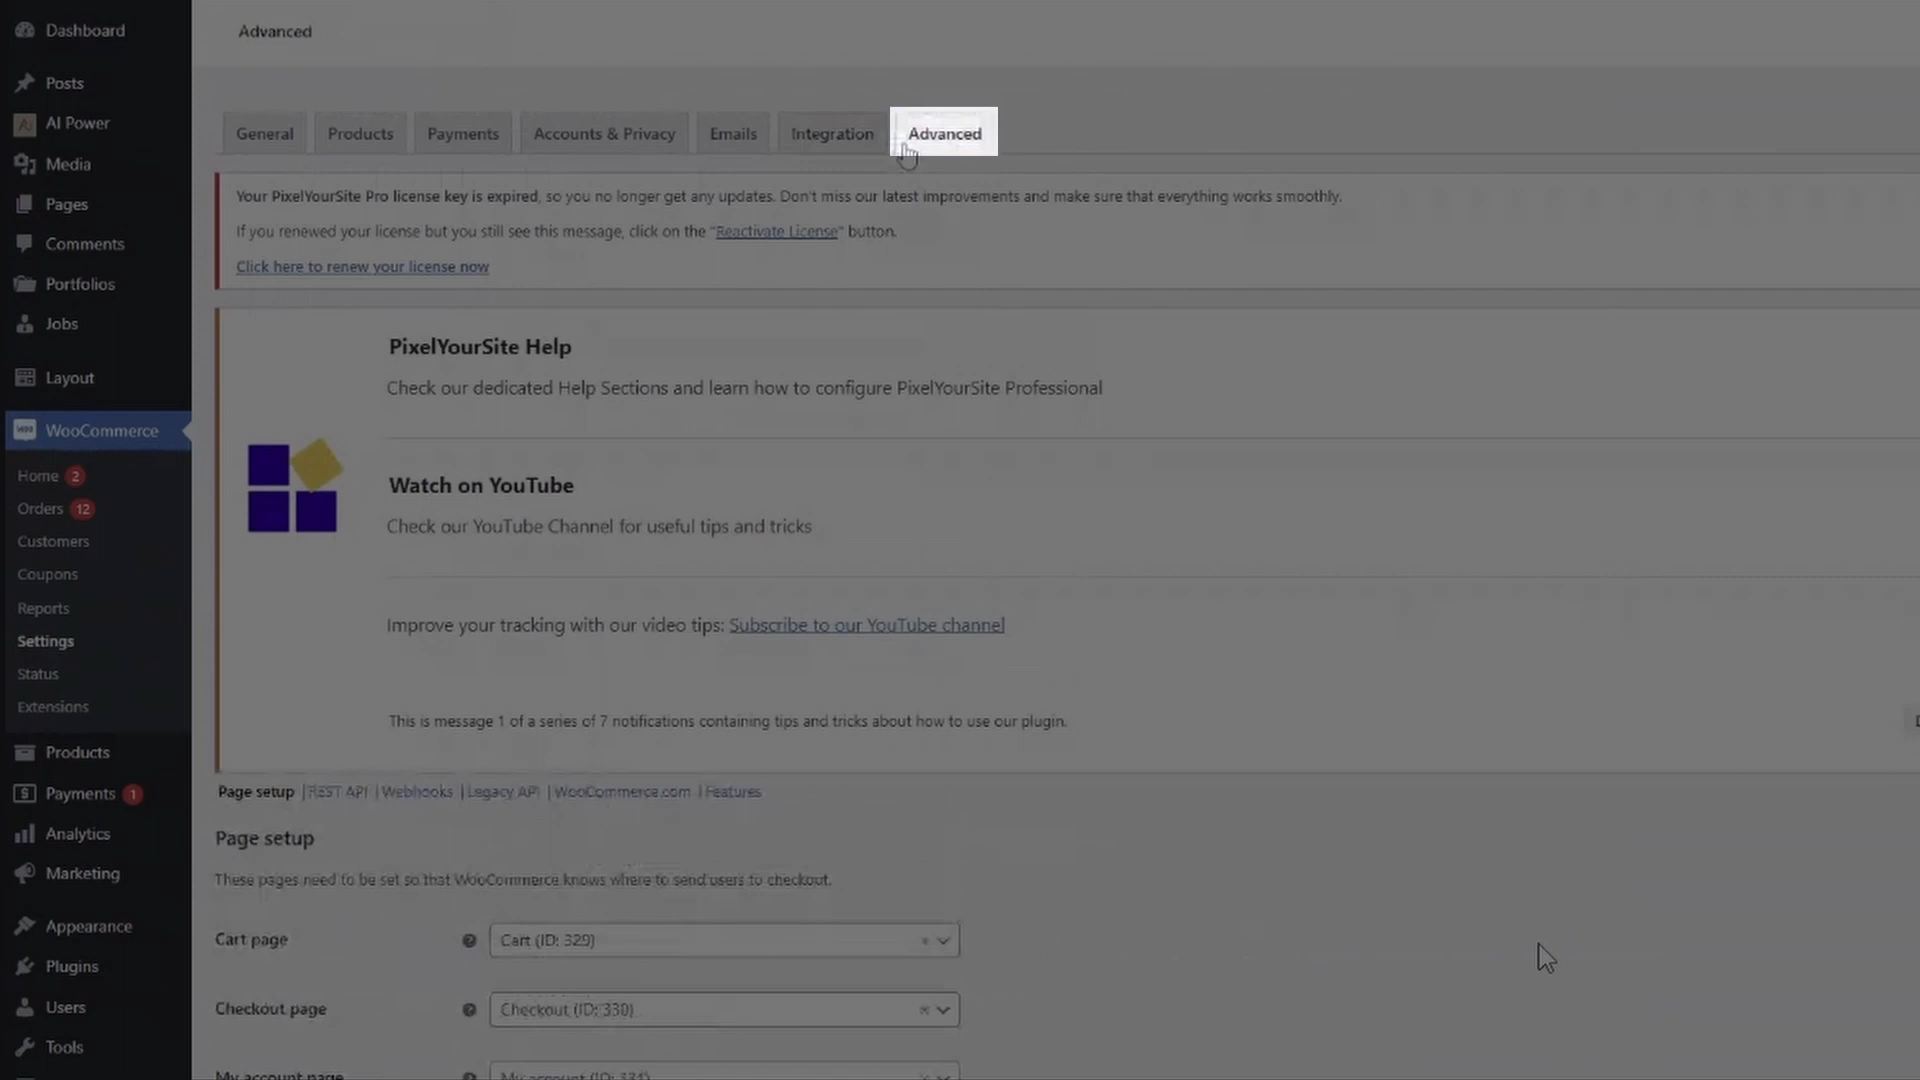 Dashboard
Posts
AI Power
Media
Pages
Comments
Portfolios
Jobs
Layout
WooCommerce
Home 2
Orders 12
Customers
Coupons
Reports
Settings
Status
Extensions
Products
Payments 1
Analytics
Marketing
Appearance
Plugins
Users
Tools
Advanced
General Products Payments Accounts & Privacy Emails Integration Advanced
Your PixelYourSite Pro license key is expired, so you no longer get any updates. Don't miss our latest improvements and make sure that everything works smoothly.
If you renewed your license but you still see this message, click on the "Reactivate License" button.
Click here to renew your license now
PixelYourSite Help
Check our dedicated Help Sections and learn how to configure PixelYourSite Professional
Watch on YouTube
Check our YouTube Channel for useful tips and tricks
Improve your tracking with our video tips: Subscribe to our YouTube channel
This is message 1 of a series of 7 notifications containing tips and tricks about how to use our plugin.
Page setup | REST API | Webhooks | Legacy API | WooCommerce.com | Features
Page setup
These pages need to be set so that WooCommerce knows where to send users to checkout.
Cart page
Cart (ID: 329)
Checkout page
Checkout (ID: 330)
My account page
My account (ID: 331)